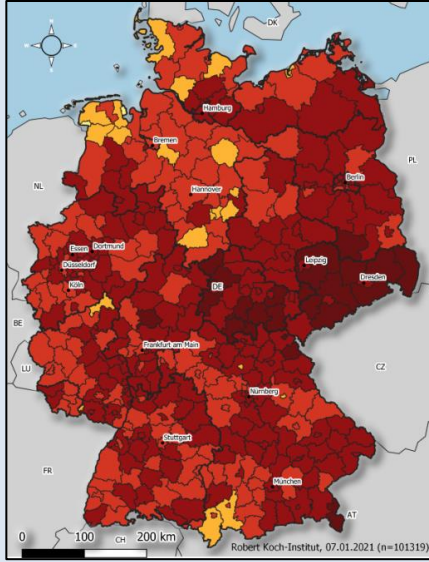 DK
Hamburg
Bremen
PL
NL
Berlin
Hannover
Essen
Dortmund
Düsseldorf
Leipzig
Dresden
Köln
DE
BE
Frankfurt am Main
LU
CZ
Nürnberg
Stuttgart
FR
München
AT
0 100 200 km
CH
Robert Koch-Institut, 07.01.2021 (n=101319)